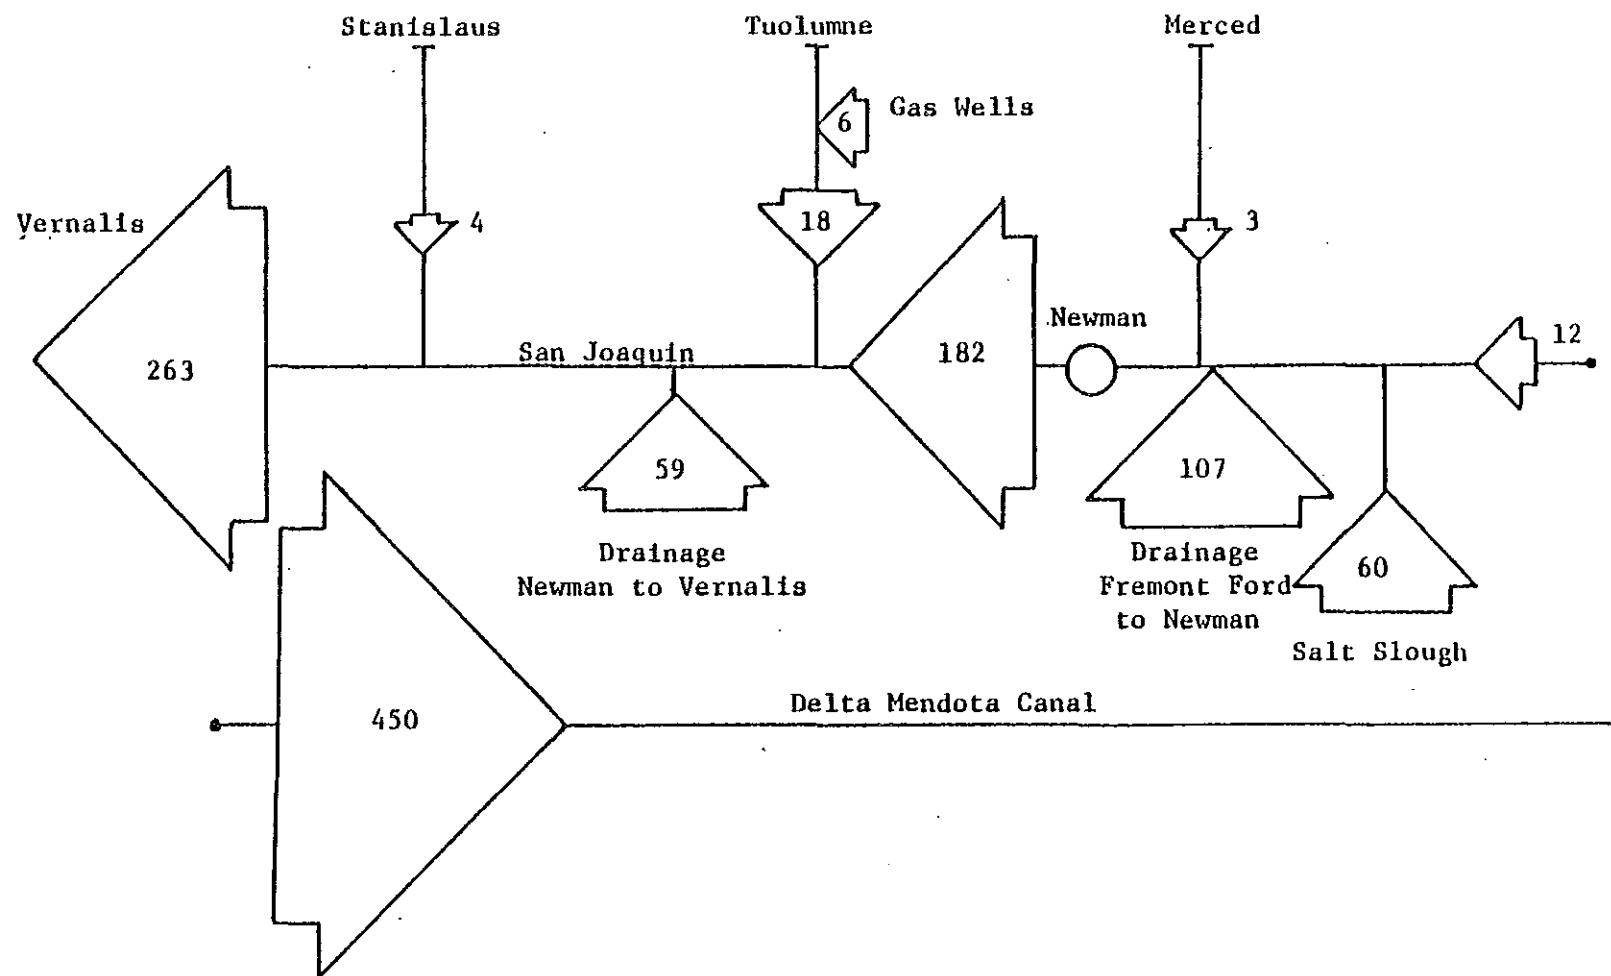 Stanislaus
Tuolumne
Merced
6
Gas Wells
Vernalis
4
18
3
263
San Joaquin
182
Newman
12
59
107
Drainage
Newman to Vernalis
Drainage
Fremont Ford
to Newman
60
Salt Slough
450
Delta Mendota Canal